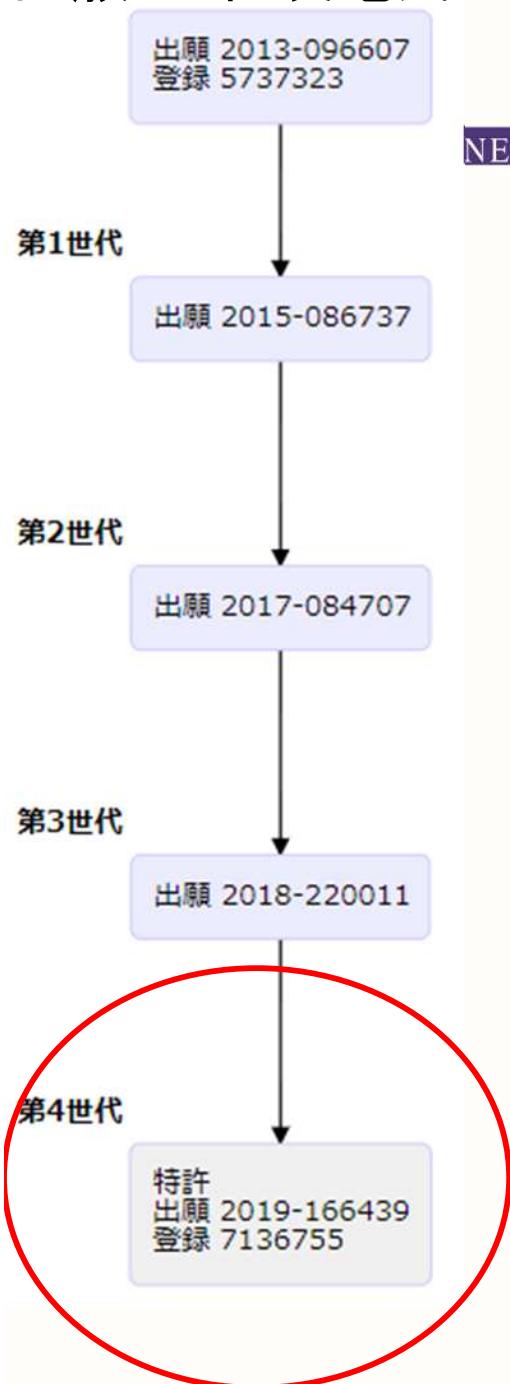 出願 2013-096607
登録 5737323
NE
第1世代
出願 2015-086737
第2世代
出願 2017-084707
第3世代
出願 2018-220011
第4世代
特許
出願 2019-166439
登録 7136755